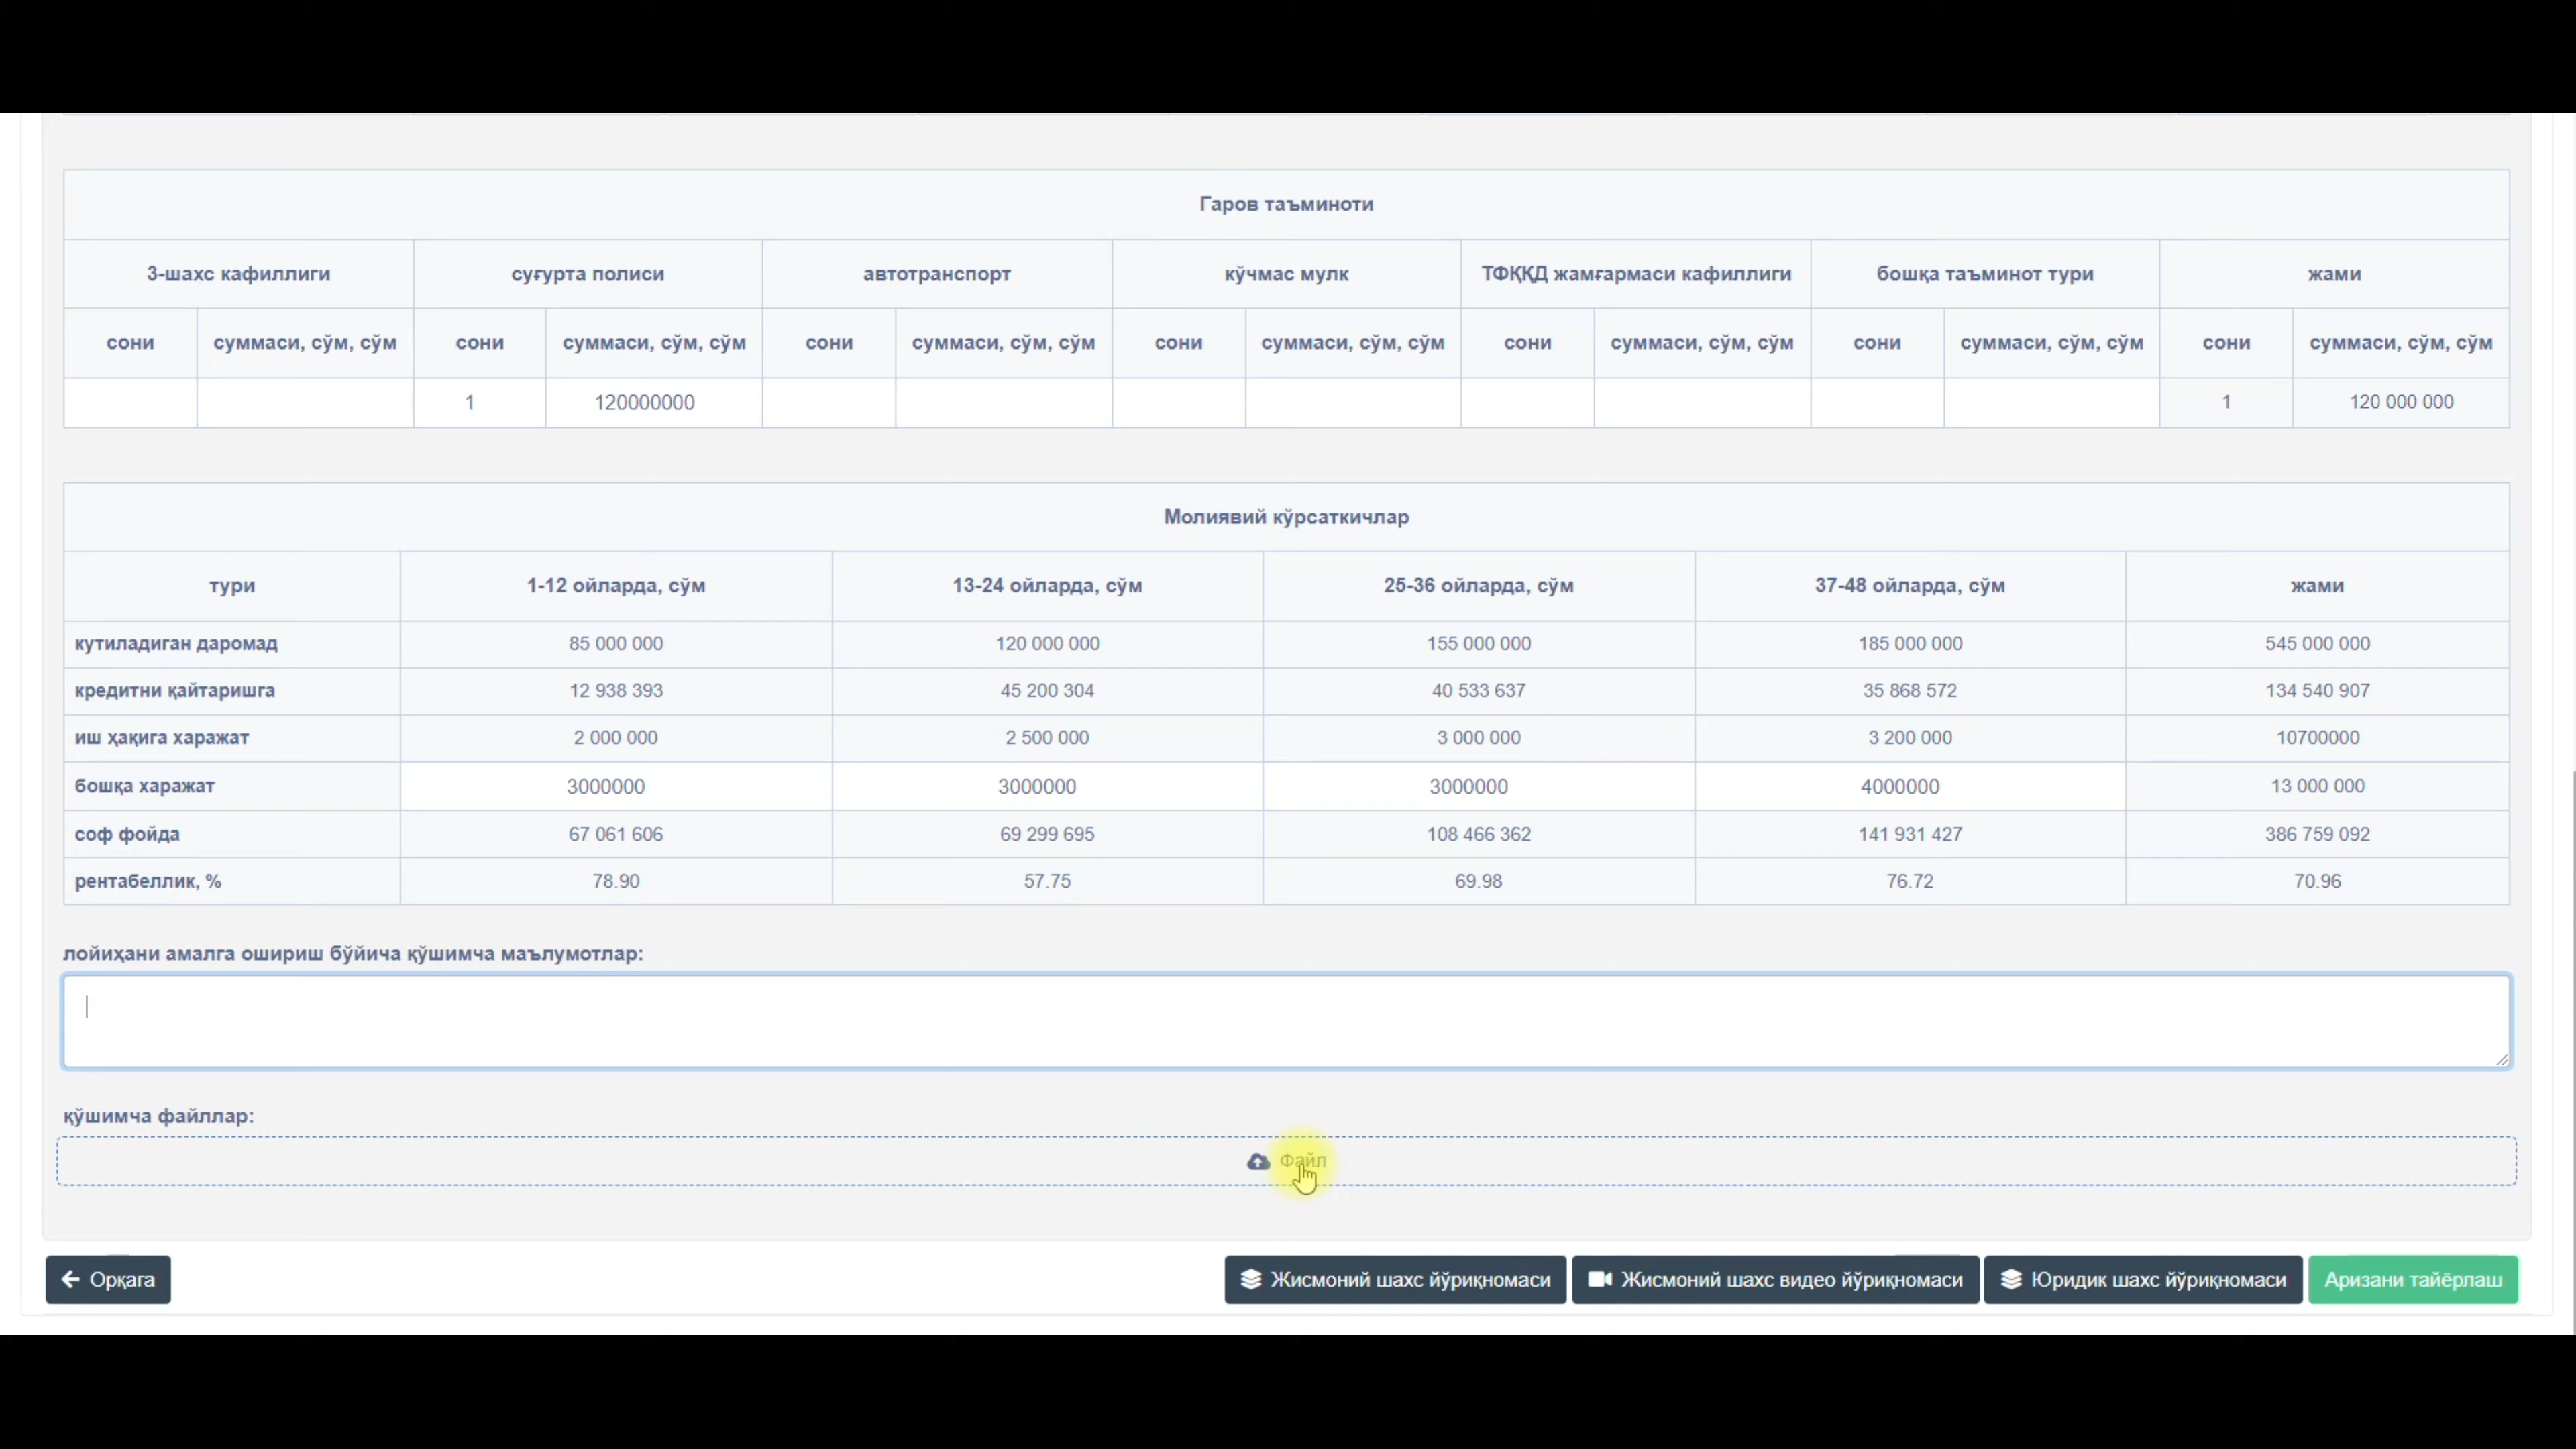 Гаров таъминоти
3-шахс кафиллиги суғурта полиси автотранспорт кўчмас мулк ТФҚҚД жамғармаси кафиллиги бошқа таъминот тури жами
сони суммаси, сўм, сўм сони суммаси, сўм, сўм сони суммаси, сўм, сўм сони суммаси, сўм, сўм сони суммаси, сўм, сўм сони суммаси, сўм, сўм сони суммаси, сўм, сўм
1 120000000 1 120 000 000
Молиявий кўрсаткичлар
тури 1-12 ойларда, сўм 13-24 ойларда, сўм 25-36 ойларда, сўм 37-48 ойларда, сўм жами
кутиладиган даромад 85 000 000 120 000 000 155 000 000 185 000 000 545 000 000
кредитни қайтаришга 12 938 393 45 200 304 40 533 637 35 868 572 134 540 907
иш ҳақига харажат 2 000 000 2 500 000 3 000 000 3 200 000 10700000
бошқа харажат 3000000 3000000 3000000 4000000 13 000 000
соф фойда 67 061 606 69 299 695 108 466 362 141 931 427 386 759 092
рентабеллик, % 78.90 57.75 69.98 76.72 70.96
лойиҳани амалга ошириш бўйича қўшимча маълумотлар:
қўшимча файллар:
Файл
Орқага Жисмоний шахс йўриқномаси Жисмоний шахс видео йўриқномаси Юридик шахс йўриқномаси Аризани тайёрлаш